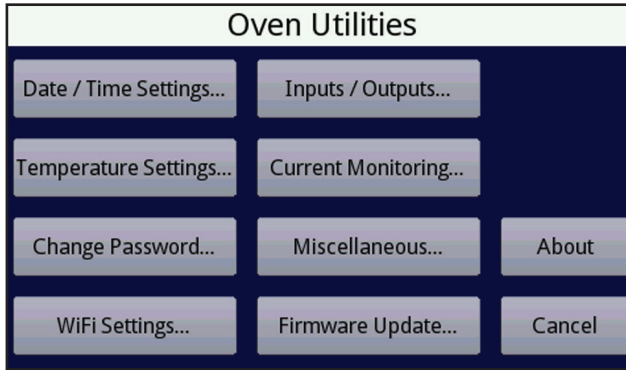 Oven Utilities
Date / Time Settings...
Inputs / Outputs...
Temperature Settings...
Current Monitoring...
Change Password...
Miscellaneous...
About
WiFi Settings...
Firmware Update...
Cancel